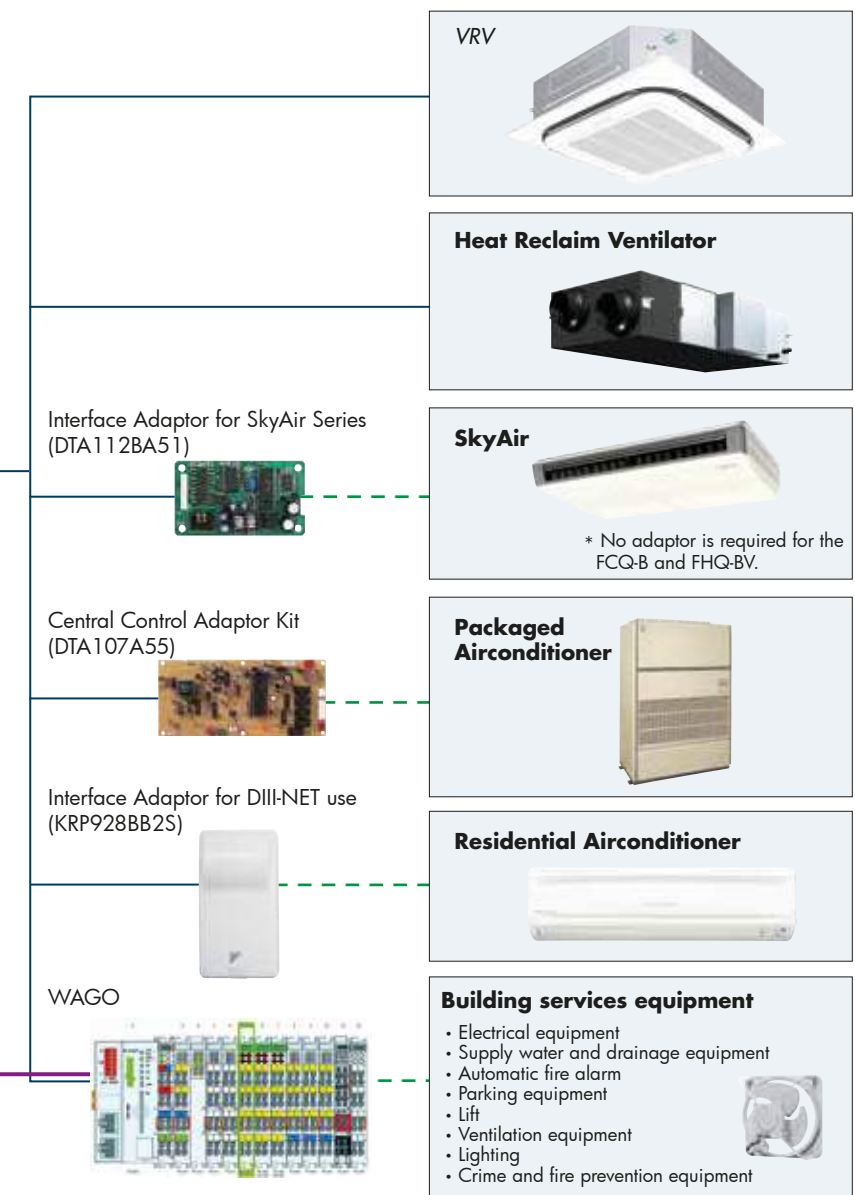 VRV
Heat Reclaim Ventilator
Interface Adaptor for SkyAir Series
(DTA112BA51)
SkyAir
* No adaptor is required for the
FCQ-B and FHQ-BV.
Central Control Adaptor Kit
(DTA107A55)
Packaged
Airconditioner
Interface Adaptor for DIII-NET use
(KRP928BB2S)
Residential Airconditioner
WAGO
Building services equipment
• Electrical equipment
• Supply water and drainage equipment
• Automatic fire alarm
• Parking equipment
• Lift
• Ventilation equipment
• Lighting
• Crime and fire prevention equipment